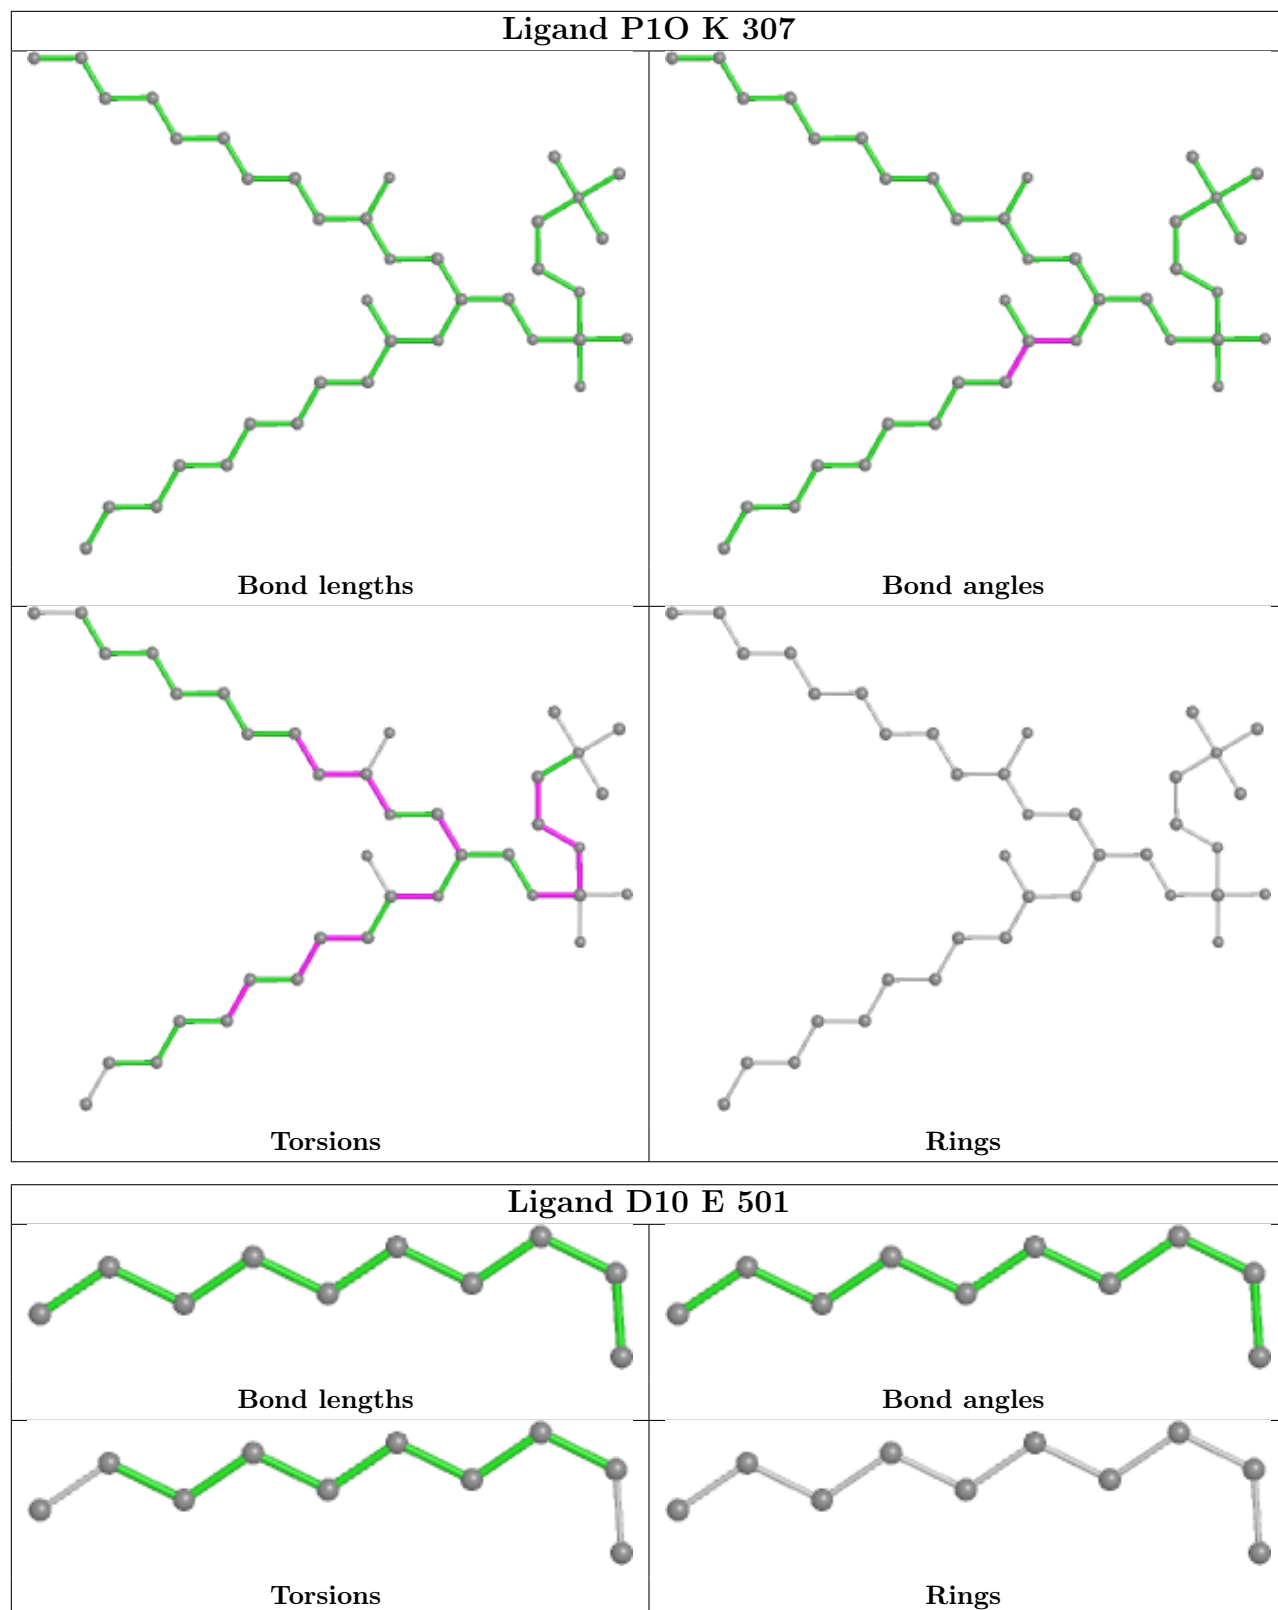 Ligand P1O K 307
Bond lengths
Bond angles
Torsions
Rings
Ligand D10 E 501
Bond lengths
Bond angles
Torsions
Rings